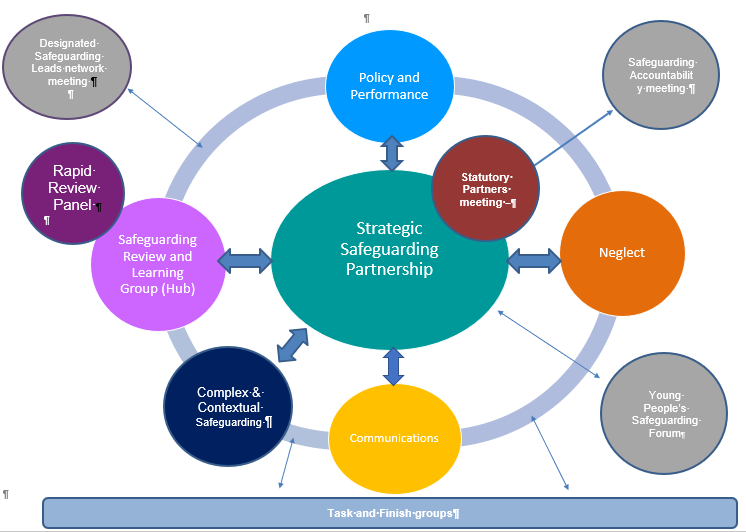 ¶
Designated·
Safeguarding·
Leads·network·
meeting·¶
¶
Policy and
Performance
Safeguarding·
Accountabilit
y·meeting·¶
Rapid·
Review·
Panel·¶
¶
Statutory·
Partners·
meeting·–¶
Strategic
Safeguarding
Partnership
Safeguarding
Review and
Learning
Group (Hub)
Neglect
Complex·&·
Contextual·
Safeguarding·¶
Communications
Young·
People's·
Safeguarding·
Forum¶
¶
Task·and·Finish·groups¶